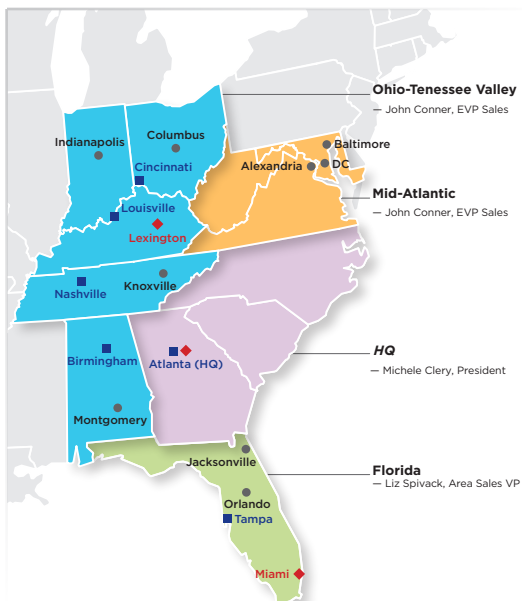 Ohio-Tenessee Valley
— John Conner, EVP Sales
Columbus
Indianapolis
Baltimore
Cincinnati
Alexandria
DC
Mid-Atlantic
— John Conner, EVP Sales
Louisville
Lexington
Knoxville
Nashville
HQ
— Michele Clery, President
Birmingham
Atlanta (HQ)
Montgomery
Jacksonville
Florida
— Liz Spivack, Area Sales VP
Orlando
Tampa
Miami